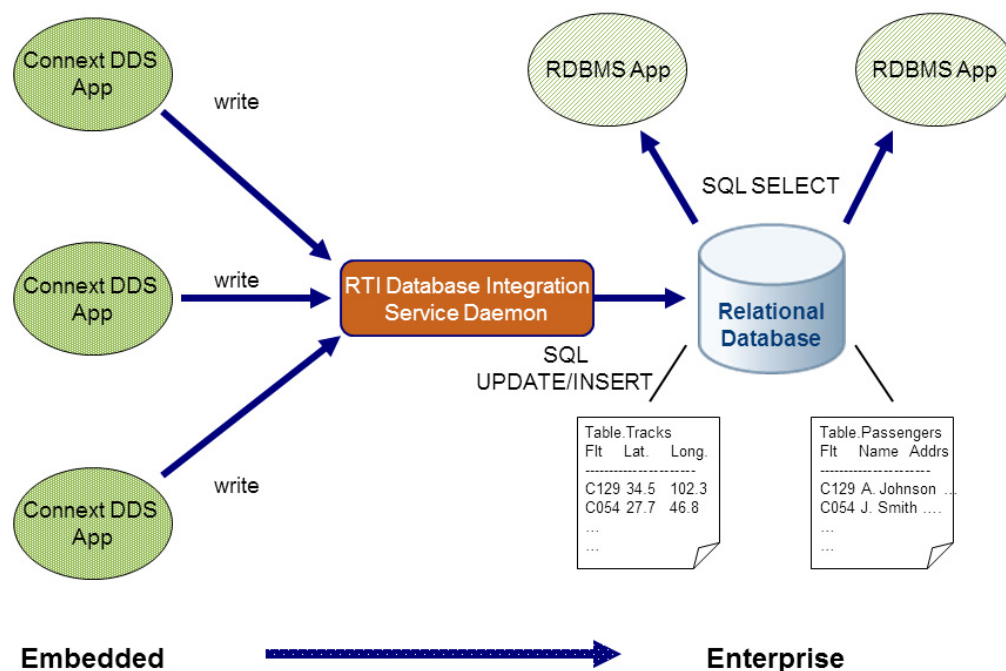 Connext DDS
App
write
RDBMS App
RDBMS App
SQL SELECT
Connext DDS
App
write
RTI Database Integration
Service Daemon
Relational
Database
SQL
UPDATE/INSERT
Connext DDS
App
write
Table.Tracks
Flt Lat. Long.
-----------------------
C129 34.5 102.3
C054 27.7 46.8
...
...
Table.Passengers
Flt Name Addrs
-----------------------
C129 A. Johnson ...
C054 J. Smith ....
...
...
Embedded
Enterprise